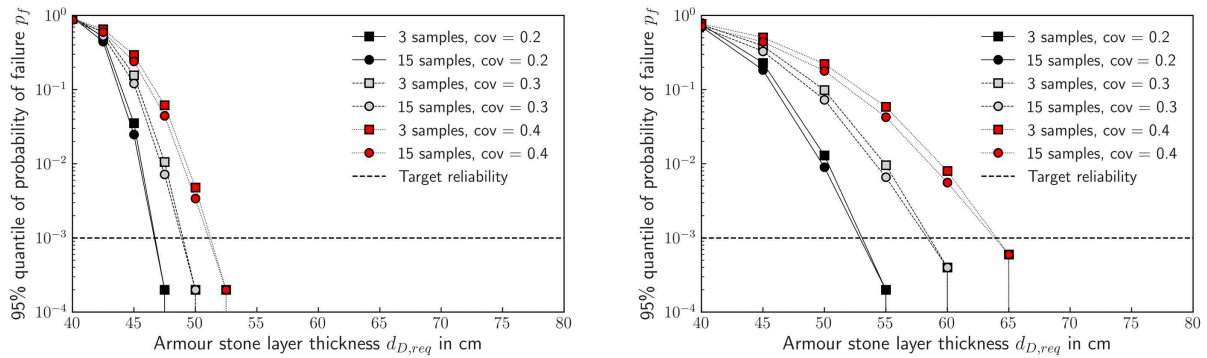 95% quantile of probability of failure p_f
10^0
10^-1
10^-2
10^-3
10^-4
40 45 50 55 60 65 70 75 80
Armour stone layer thickness d_{D,req} in cm
3 samples, cov = 0.2
15 samples, cov = 0.2
3 samples, cov = 0.3
15 samples, cov = 0.3
3 samples, cov = 0.4
15 samples, cov = 0.4
Target reliability
95% quantile of probability of failure p_f
10^0
10^-1
10^-2
10^-3
10^-4
40 45 50 55 60 65 70 75 80
Armour stone layer thickness d_{D,req} in cm
3 samples, cov = 0.2
15 samples, cov = 0.2
3 samples, cov = 0.3
15 samples, cov = 0.3
3 samples, cov = 0.4
15 samples, cov = 0.4
Target reliability